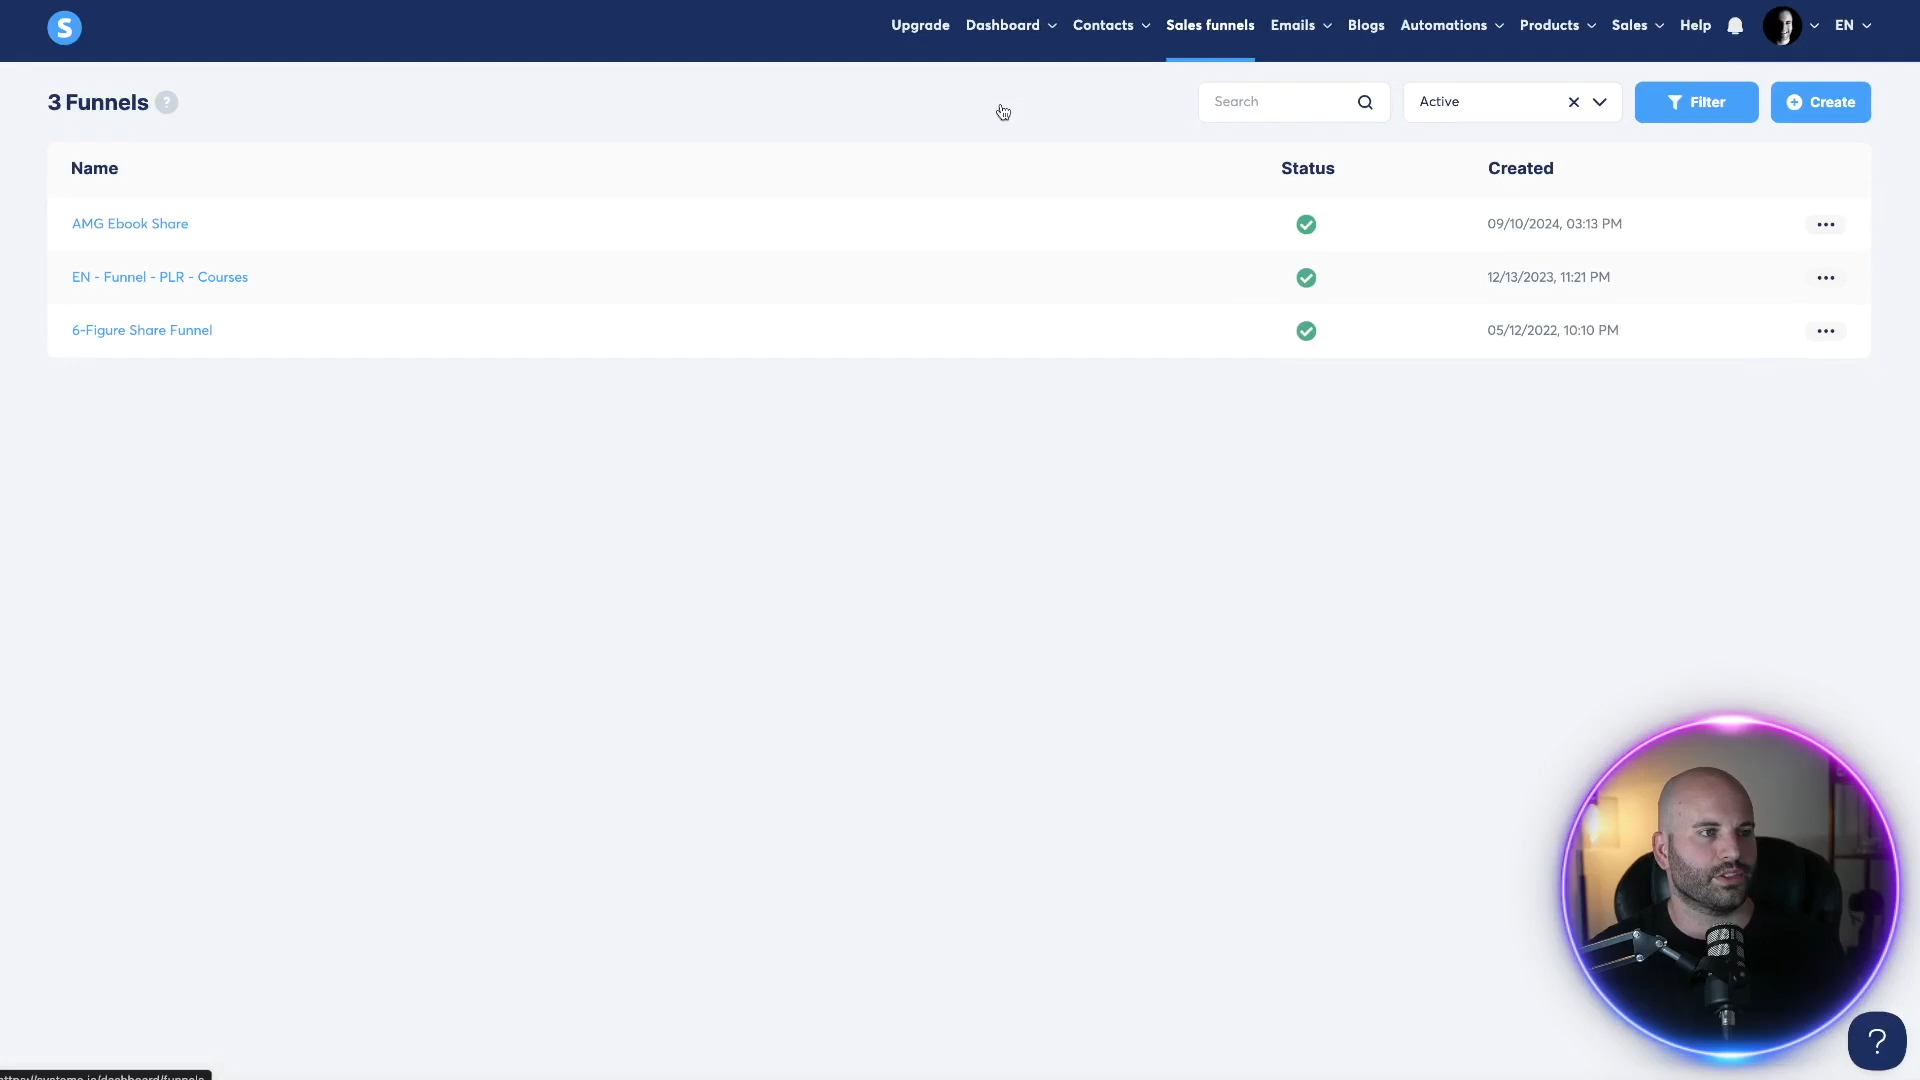 S
Upgrade Dashboard Contacts Sales funnels Emails Blogs Automations Products Sales Help EN
3 Funnels ?
Search Active Filter Create
Name Status Created
AMG Ebook Share 09/10/2024, 03:13 PM
EN - Funnel - PLR - Courses 12/13/2023, 11:21 PM
6-Figure Share Funnel 05/12/2022, 10:10 PM
?